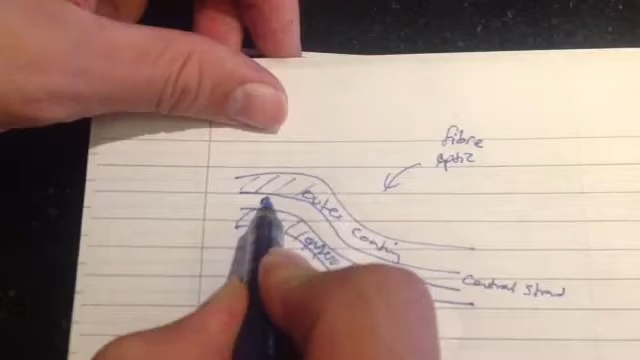 fibre
optic
outer coating
central strand